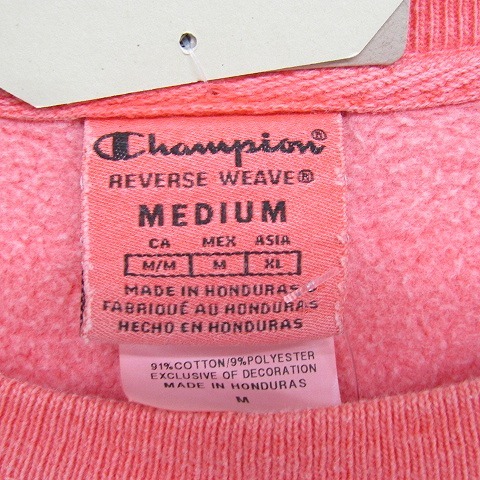 Champion®
REVERSE WEAVE®
MEDIUM
CA MEX ASIA
M/M M XL
MADE IN HONDURAS
FABRIQUÉ AU HONDURAS
HECHO EN HONDURAS
91% COTTON/9% POLYESTER
EXCLUSIVE OF DECORATION
MADE IN HONDURAS
M